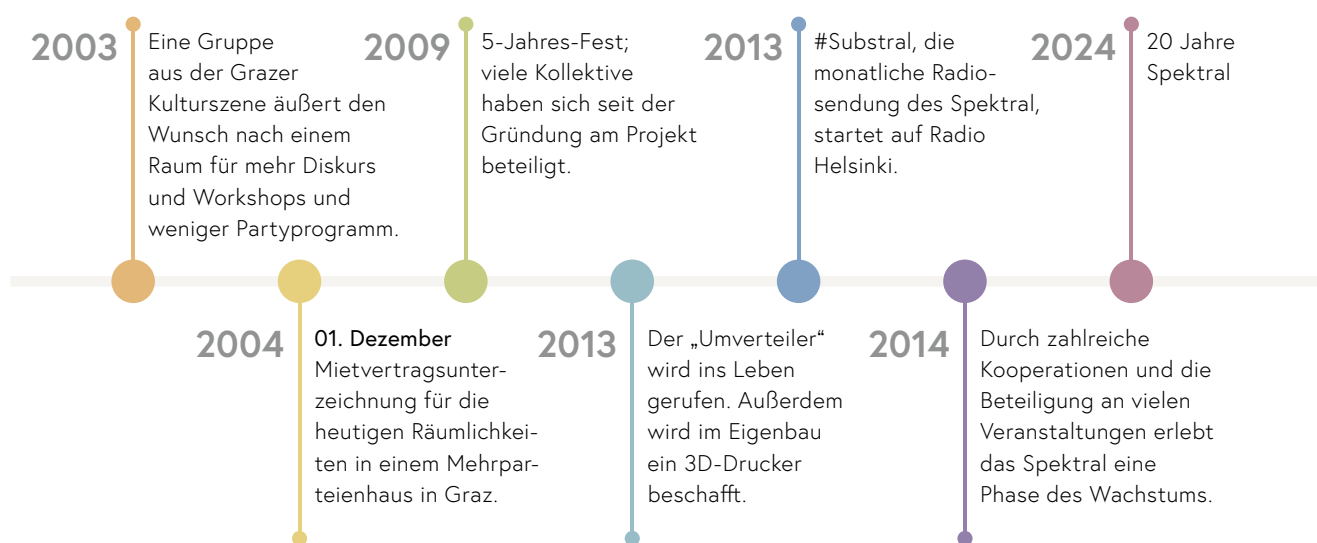 2003
Eine Gruppe
aus der Grazer
Kulturszene äußert den
Wunsch nach einem
Raum für mehr Diskurs
und Workshops und
weniger Partyprogramm.
2004
01. Dezember
Mietvertragsunter-
zeichnung für die
heutigen Räumlichkei-
ten in einem Mehrpar-
teienhaus in Graz.
2009
5-Jahres-Fest;
viele Kollektive
haben sich seit der
Gründung am Projekt
beteiligt.
2013
Der „Umverteiler“
wird ins Leben
gerufen. Außerdem
wird im Eigenbau
ein 3D-Drucker
beschafft.
2013
#Substral, die
monatliche Radio-
sendung des Spektral,
startet auf Radio
Helsinki.
2014
Durch zahlreiche
Kooperationen und die
Beteiligung an vielen
Veranstaltungen erlebt
das Spektral eine
Phase des Wachstums.
2024
20 Jahre
Spektral